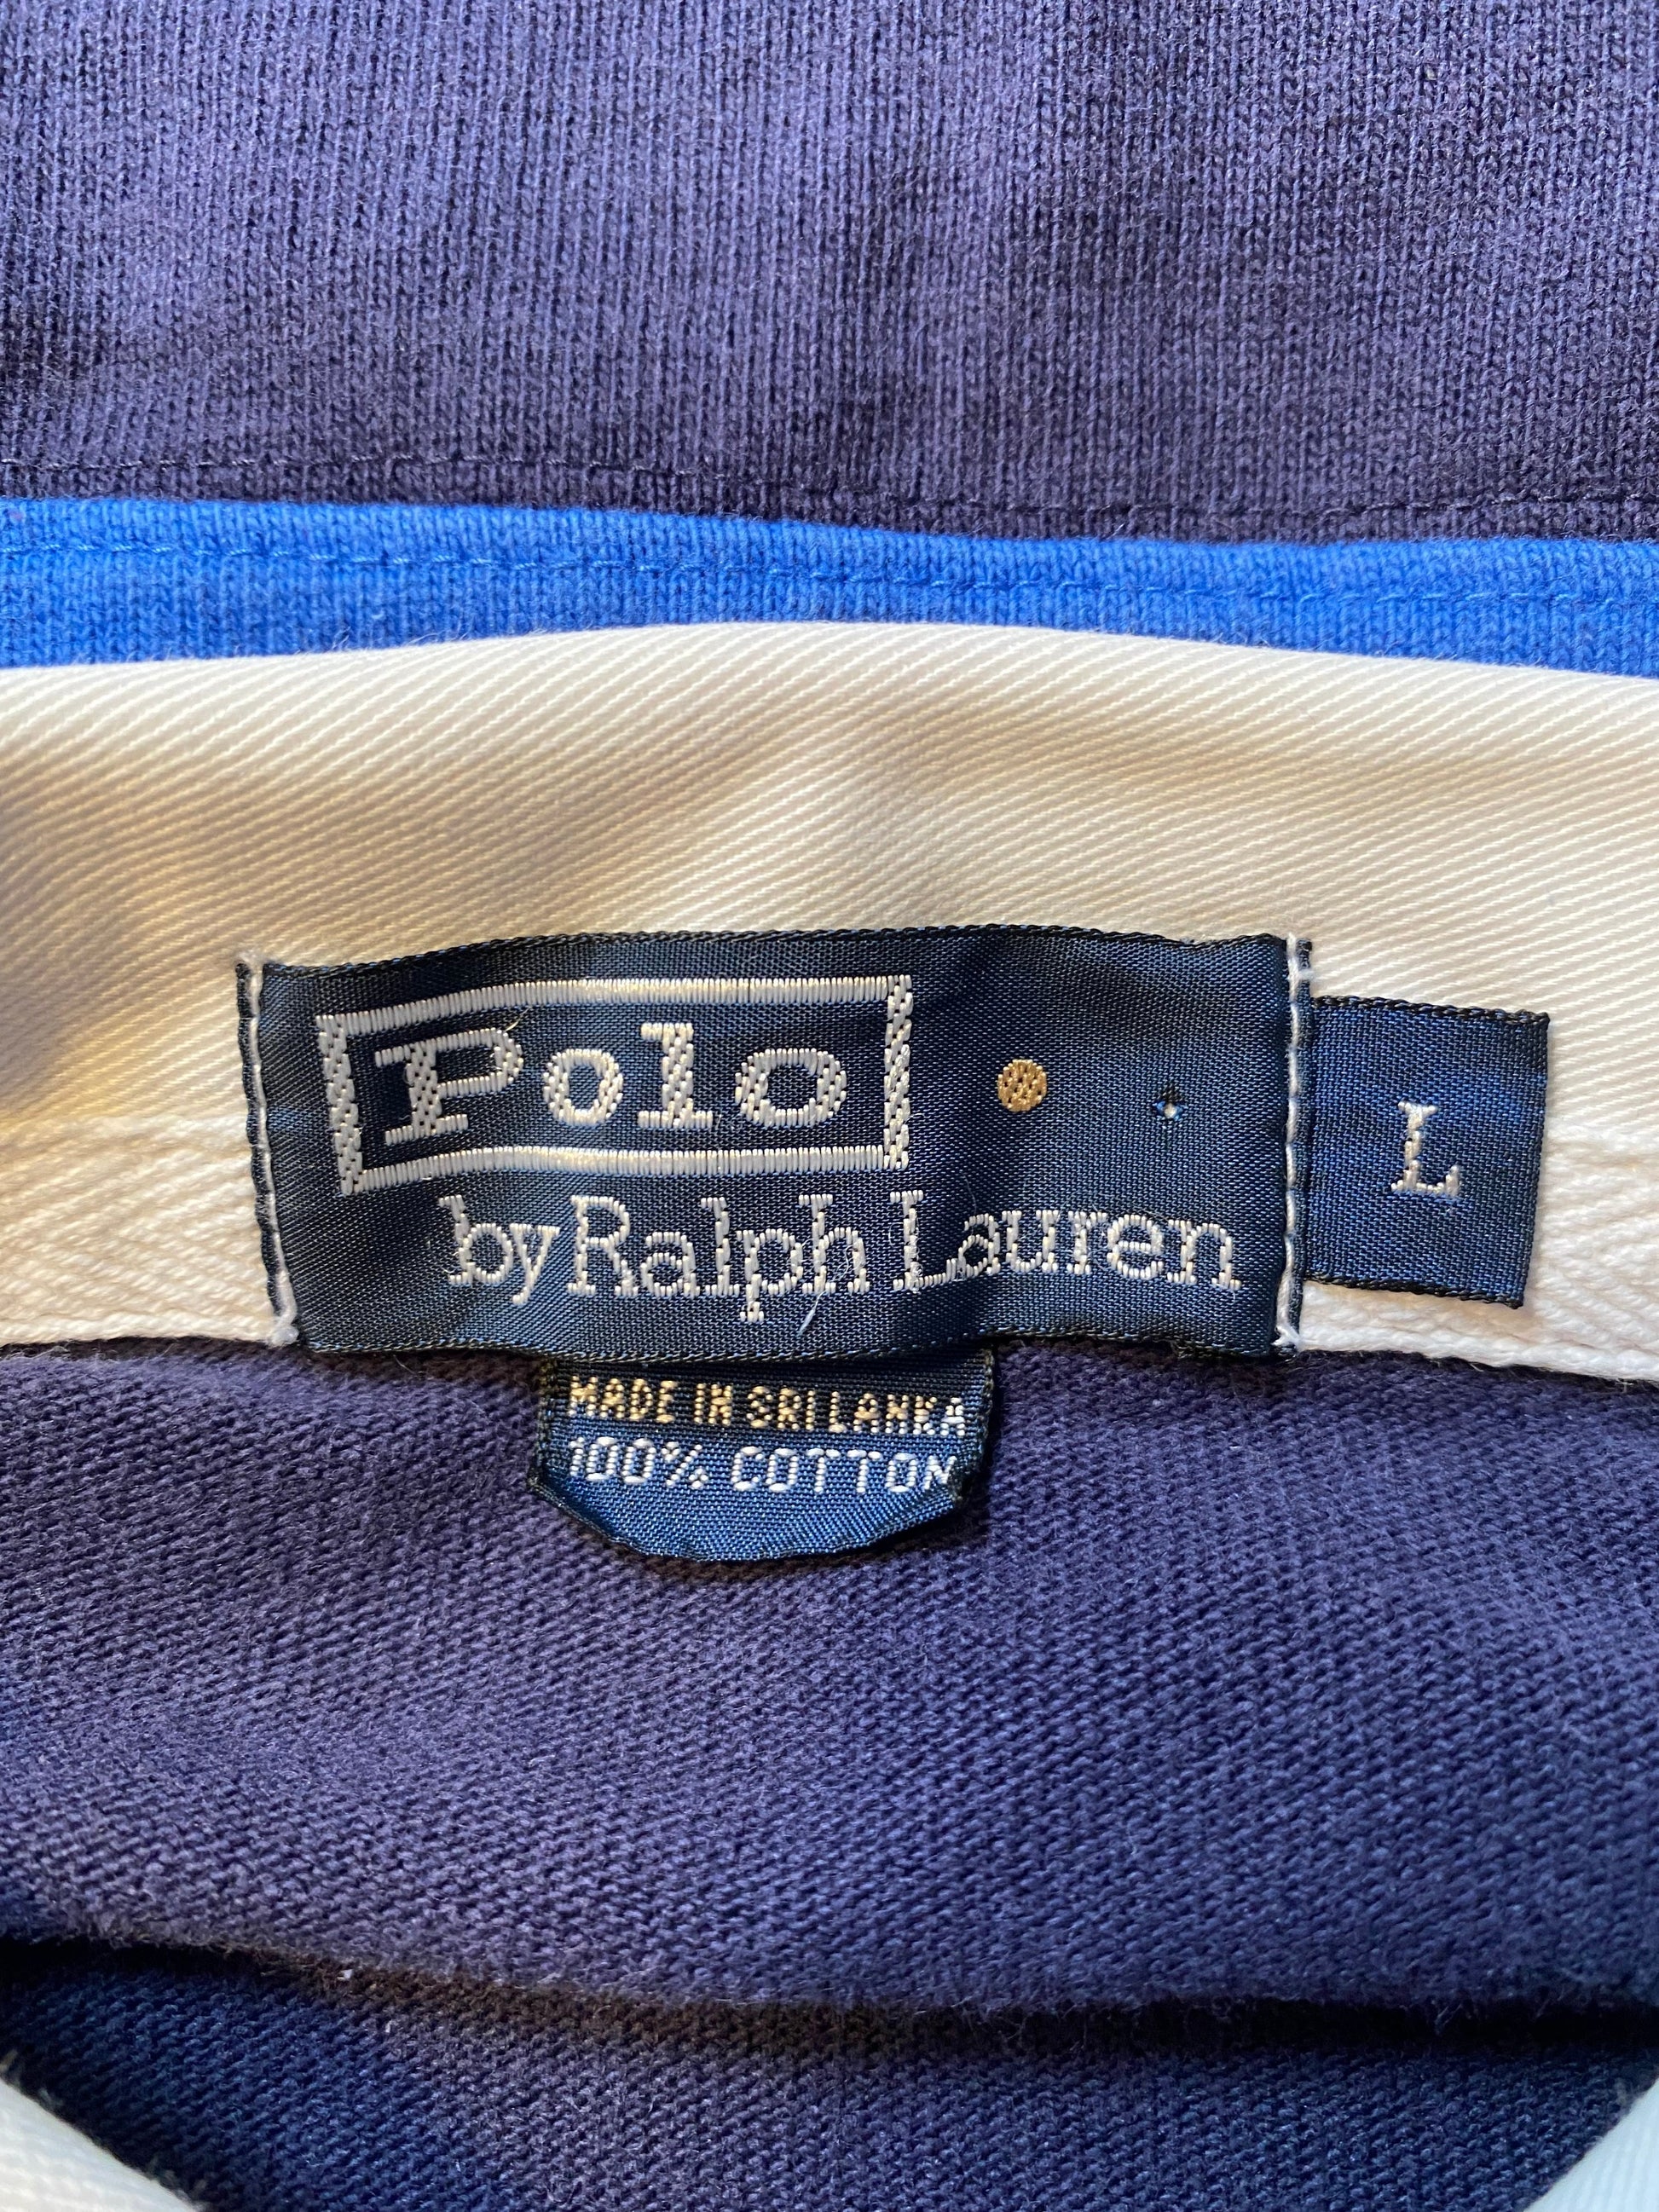 Polo
by Ralph Lauren
L
MADE IN SRI LANKA
100% COTTON